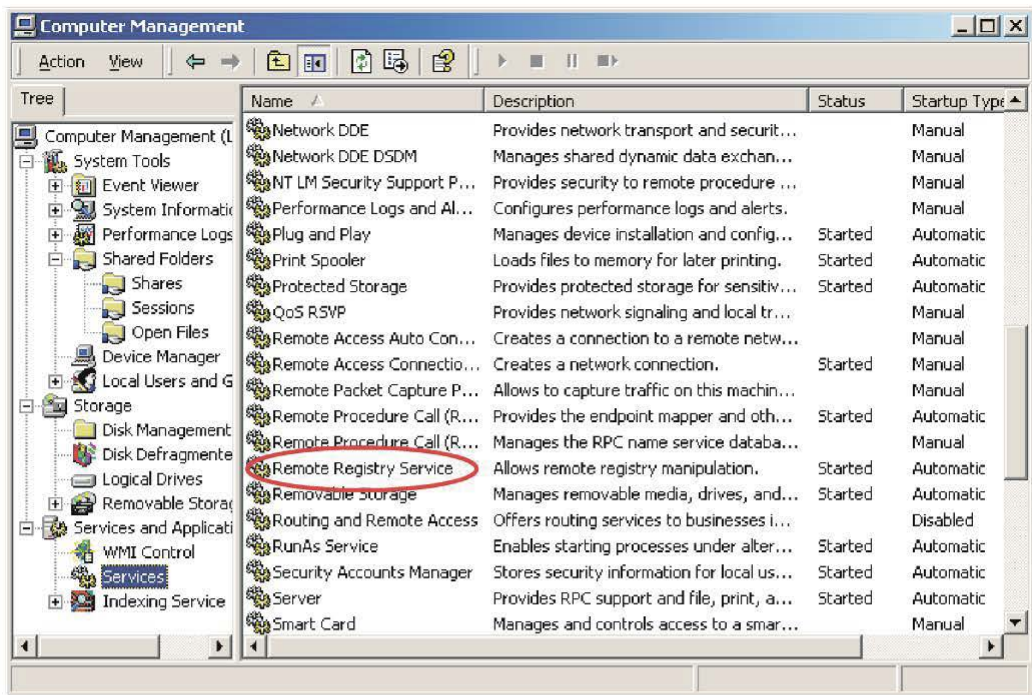 Computer Management
Action View
Tree
Computer Management (L
System Tools
Event Viewer
System Informatic
Performance Logs
Shared Folders
Shares
Sessions
Open Files
Device Manager
Local Users and G
Storage
Disk Management
Disk Defragmente
Logical Drives
Removable Storag
Services and Applicati
WMI Control
Services
Indexing Service
Name Description Status Startup Type
Network DDE Provides network transport and securit... Manual
Network DDE DSDM Manages shared dynamic data exchan... Manual
NT LM Security Support P... Provides security to remote procedure ... Manual
Performance Logs and Al... Configures performance logs and alerts. Manual
Plug and Play Manages device installation and config... Started Automatic
Print Spooler Loads files to memory for later printing. Started Automatic
Protected Storage Provides protected storage for sensitiv... Started Automatic
QoS RSVP Provides network signaling and local tr... Manual
Remote Access Auto Con... Creates a connection to a remote netw... Manual
Remote Access Connectio... Creates a network connection. Started Manual
Remote Packet Capture P... Allows to capture traffic on this machin... Manual
Remote Procedure Call (R... Provides the endpoint mapper and oth... Started Automatic
Remote Procedure Call (R... Manages the RPC name service databa... Manual
Remote Registry Service Allows remote registry manipulation. Started Automatic
Removable Storage Manages removable media, drives, and... Started Automatic
Routing and Remote Access Offers routing services to businesses i... Disabled
RunAs Service Enables starting processes under alter... Started Automatic
Security Accounts Manager Stores security information for local us... Started Automatic
Server Provides RPC support and file, print, a... Started Automatic
Smart Card Manages and controls access to a smar... Manual